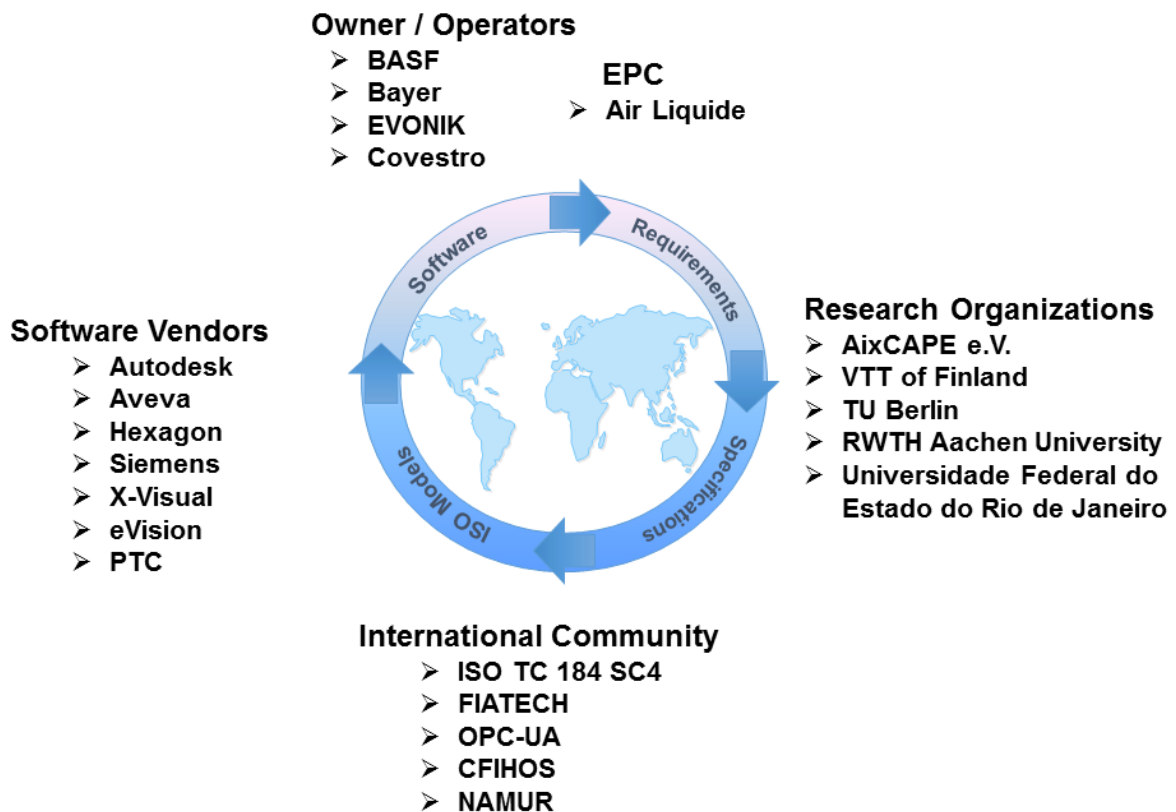 Owner / Operators
➢ BASF
➢ Bayer
➢ EVONIK
➢ Covestro
EPC
➢ Air Liquide
Software
Requirements
Specifications
ISO Models
Research Organizations
➢ AixCAPE e.V.
➢ VTT of Finland
➢ TU Berlin
➢ RWTH Aachen University
➢ Universidade Federal do
Estado do Rio de Janeiro
Software Vendors
➢ Autodesk
➢ Aveva
➢ Hexagon
➢ Siemens
➢ X-Visual
➢ eVision
➢ PTC
International Community
➢ ISO TC 184 SC4
➢ FIATECH
➢ OPC-UA
➢ CFIHOS
➢ NAMUR